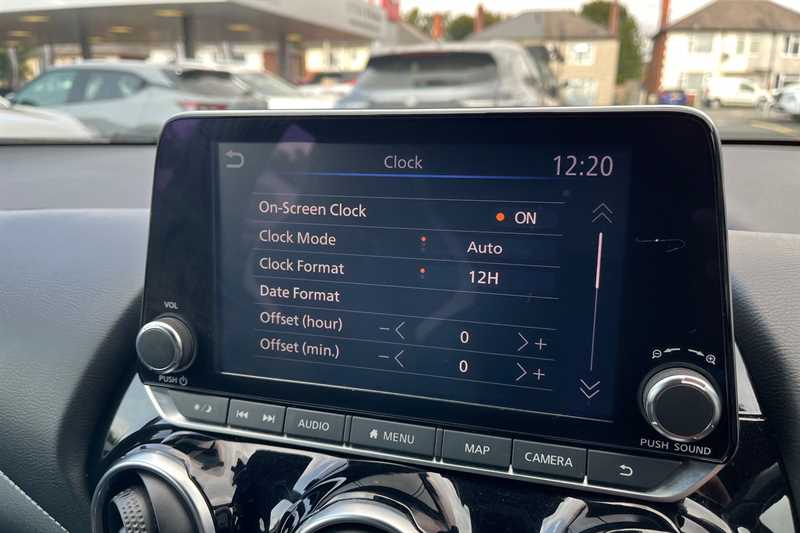 Clock 12:20
On-Screen Clock ON
Clock Mode Auto
Clock Format 12H
Date Format
Offset (hour) − 0 +
Offset (min.) − 0 +
VOL
PUSH
PUSH SOUND
AUDIO
MENU
MAP
CAMERA